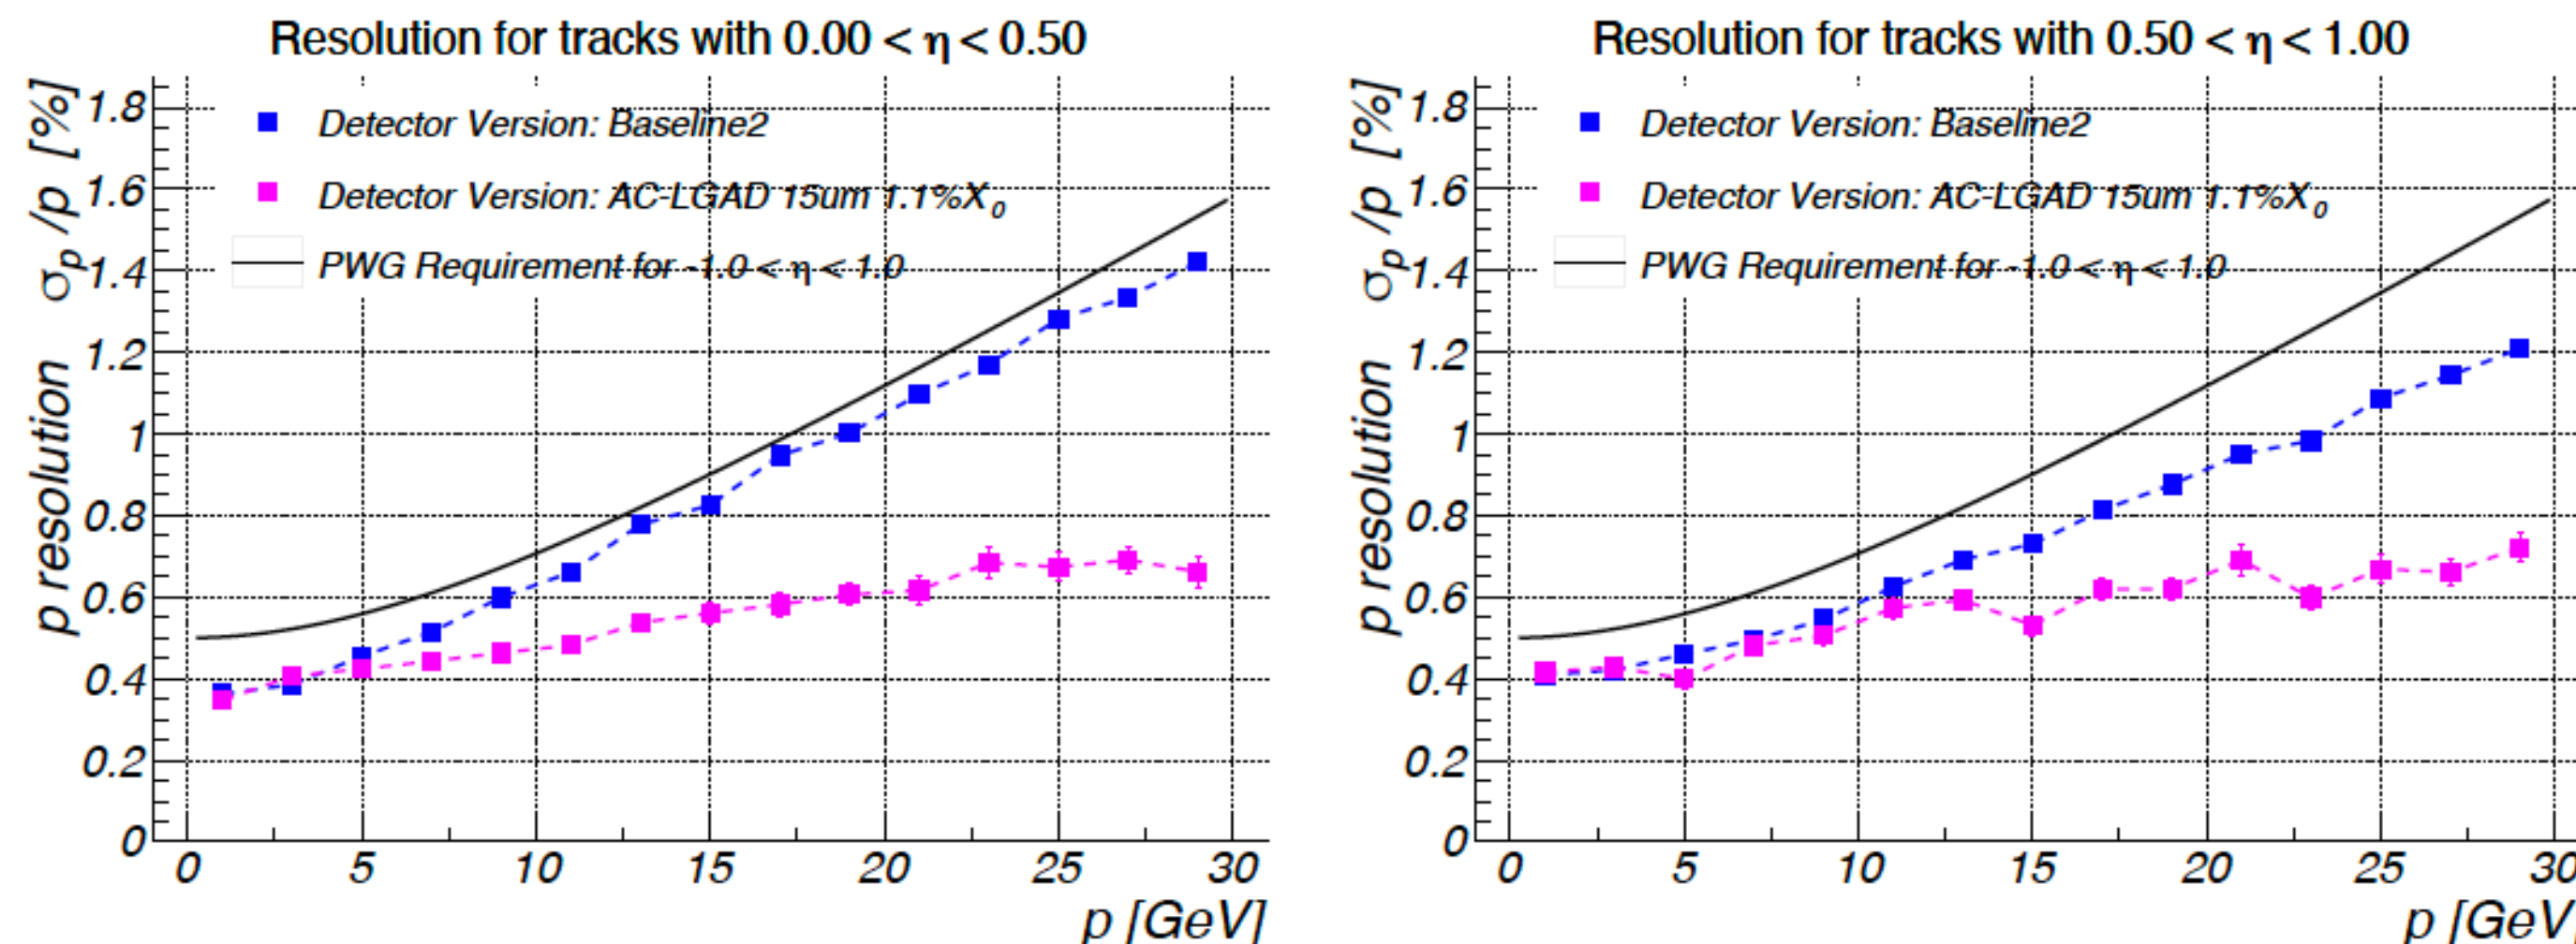 Resolution for tracks with 0.00 < η < 0.50
p resolution σp /p [%]
1.8
1.6
1.4
1.2
1
0.8
0.6
0.4
0.2
0
Detector Version: Baseline2
Detector Version: AC-LGAD 15um 1.1%X0
PWG Requirement for -1.0 < η < 1.0
0 5 10 15 20 25 30
p [GeV]
Resolution for tracks with 0.50 < η < 1.00
p resolution σp /p [%]
1.8
1.6
1.4
1.2
1
0.8
0.6
0.4
0.2
0
Detector Version: Baseline2
Detector Version: AC-LGAD 15um 1.1%X0
PWG Requirement for -1.0 < η < 1.0
0 5 10 15 20 25 30
p [GeV